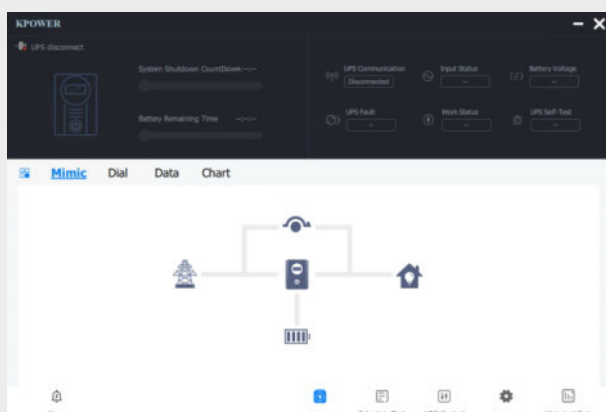 KPOWER
UPS disconnect
System Shutdown CountDown --:--
UPS Communication
Input Status
Battery Voltage
Disconnected
--
--
Battery Remaining Time --:--:--
UPS Fault
Work Status
UPS Self-Test
--
--
--
Mimic Dial Data Chart